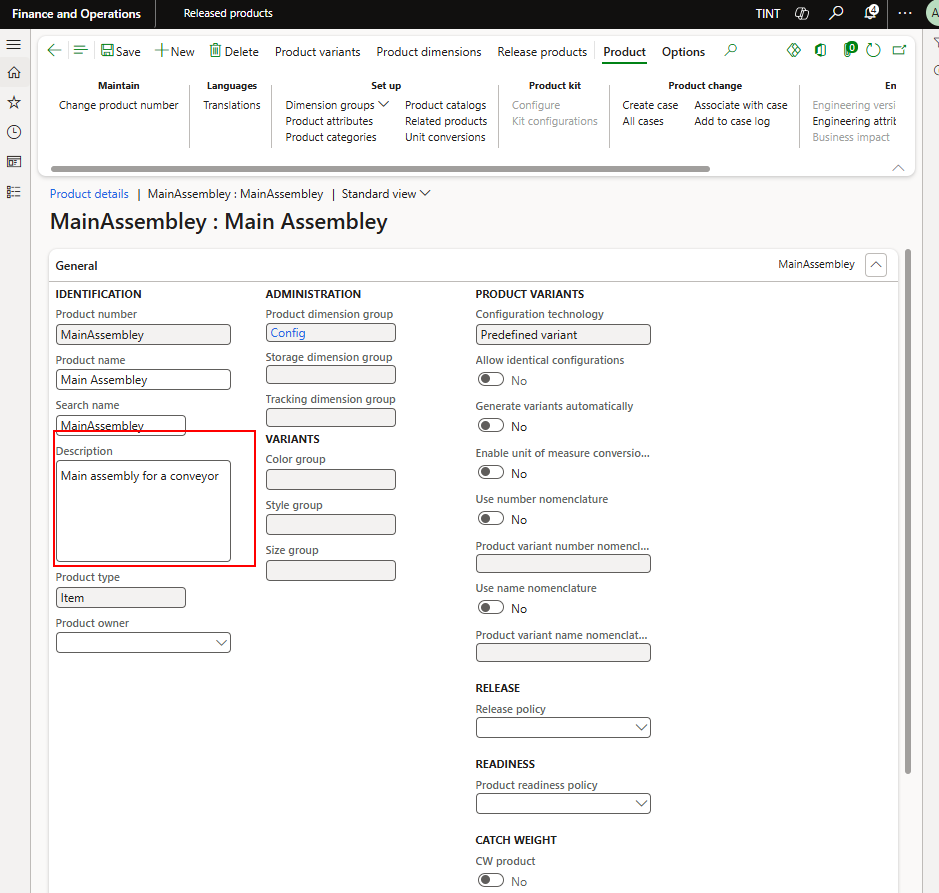 Finance and Operations
Released products
TINT
4
A
Save
New
Delete
Product variants
Product dimensions
Release products
Product
Options
0
Maintain
Change product number
Languages
Translations
Set up
Dimension groups
Product attributes
Product categories
Product catalogs
Related products
Unit conversions
Product kit
Configure
Kit configurations
Product change
Create case
All cases
Associate with case
Add to case log
En
Engineering versi
Engineering attrit
Business impact
Product details | MainAssembley : MainAssembley | Standard view
MainAssembley : Main Assembley
General
MainAssembley
IDENTIFICATION
Product number
MainAssembley
Product name
Main Assembley
Search name
MainAssembley
Description
Main assembly for a conveyor
Product type
Item
Product owner
ADMINISTRATION
Product dimension group
Config
Storage dimension group
Tracking dimension group
VARIANTS
Color group
Style group
Size group
PRODUCT VARIANTS
Configuration technology
Predefined variant
Allow identical configurations
No
Generate variants automatically
No
Enable unit of measure conversio...
No
Use number nomenclature
No
Product variant number nomencl...
Use name nomenclature
No
Product variant name nomenclat...
RELEASE
Release policy
READINESS
Product readiness policy
CATCH WEIGHT
CW product
No